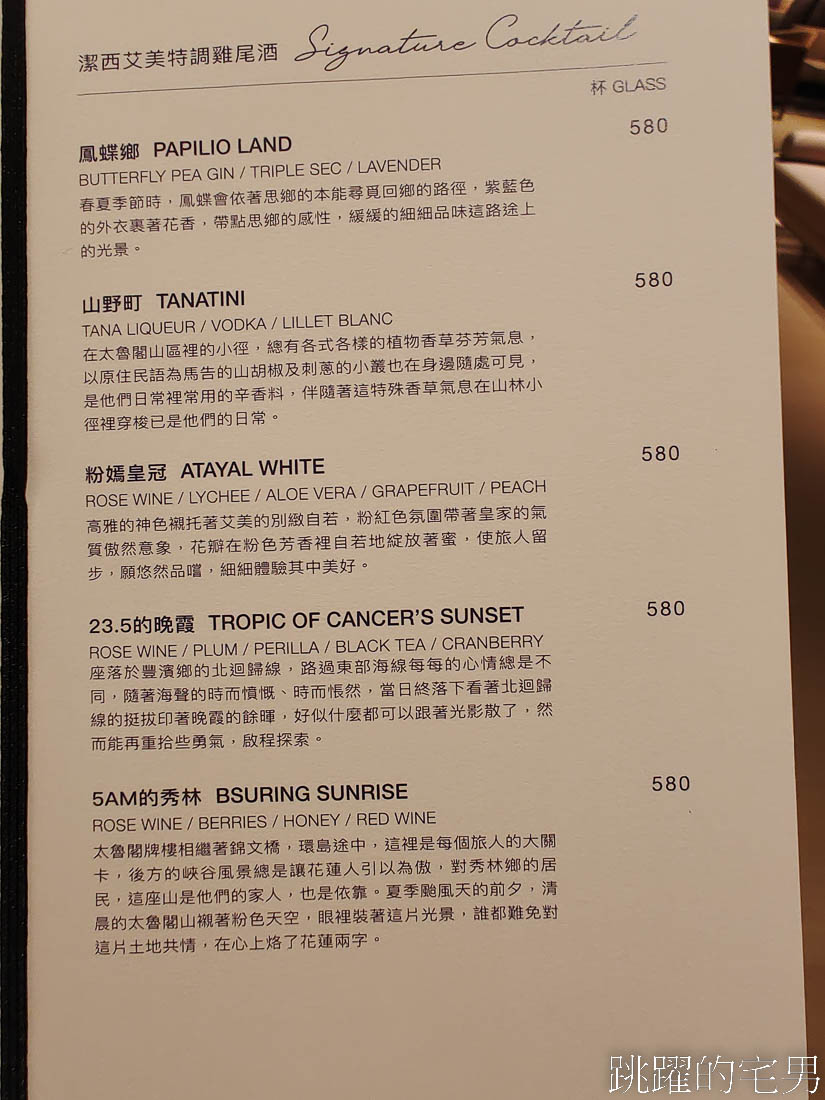 潔西艾美特調雞尾酒 Signature Cocktail
杯 GLASS
鳳蝶鄉 PAPILIO LAND 580
BUTTERFLY PEA GIN / TRIPLE SEC / LAVENDER
春夏季節時，鳳蝶會依著思鄉的本能尋覓回鄉的路徑，紫藍色
的外衣裹著花香，帶點思鄉的感性，緩緩的細細品味這路途上
的光景。
山野町 TANATINI 580
TANA LIQUEUR / VODKA / LILLET BLANC
在太魯閣山區裡的小徑，總有各式各樣的植物香草芬芳氣息，
以原住民語為馬告的山胡椒及刺蔥的小叢也在身邊隨處可見，
是他們日常裡常用的辛香料，伴隨著這特殊香草氣息在山林小
徑裡穿梭已是他們的日常。
粉嫣皇冠 ATAYAL WHITE 580
ROSE WINE / LYCHEE / ALOE VERA / GRAPEFRUIT / PEACH
高雅的神色襯托著艾美的別緻自若，粉紅色氛圍帶著皇家的氣
質傲然意象，花瓣在粉色芳香裡自若地綻放著蜜，使旅人留
步，願悠然品嚐，細細體驗其中美好。
23.5的晚霞 TROPIC OF CANCER'S SUNSET 580
ROSE WINE / PLUM / PERILLA / BLACK TEA / CRANBERRY
座落於豐濱鄉的北迴歸線，路過東部海線每每的心情總是不
同，隨著海聲的時而憤慨、時而悵然，當日終落下看著北迴歸
線的挺拔印著晚霞的餘暉，好似什麼都可以跟著光影散了，然
而能再重拾些勇氣，啟程探索。
5AM的秀林 BSURING SUNRISE 580
ROSE WINE / BERRIES / HONEY / RED WINE
太魯閣牌樓相繼著錦文橋，環島途中，這裡是每個旅人的大關
卡，後方的峽谷風景總是讓花蓮人引以為傲，對秀林鄉的居
民，這座山是他們的家人，也是依靠。夏季颱風天的前夕，清
晨的太魯閣山襯著粉色天空，眼裡裝著這片光景，誰都難免對
這片土地共情，在心上烙了花蓮兩字。
跳躍的宅男